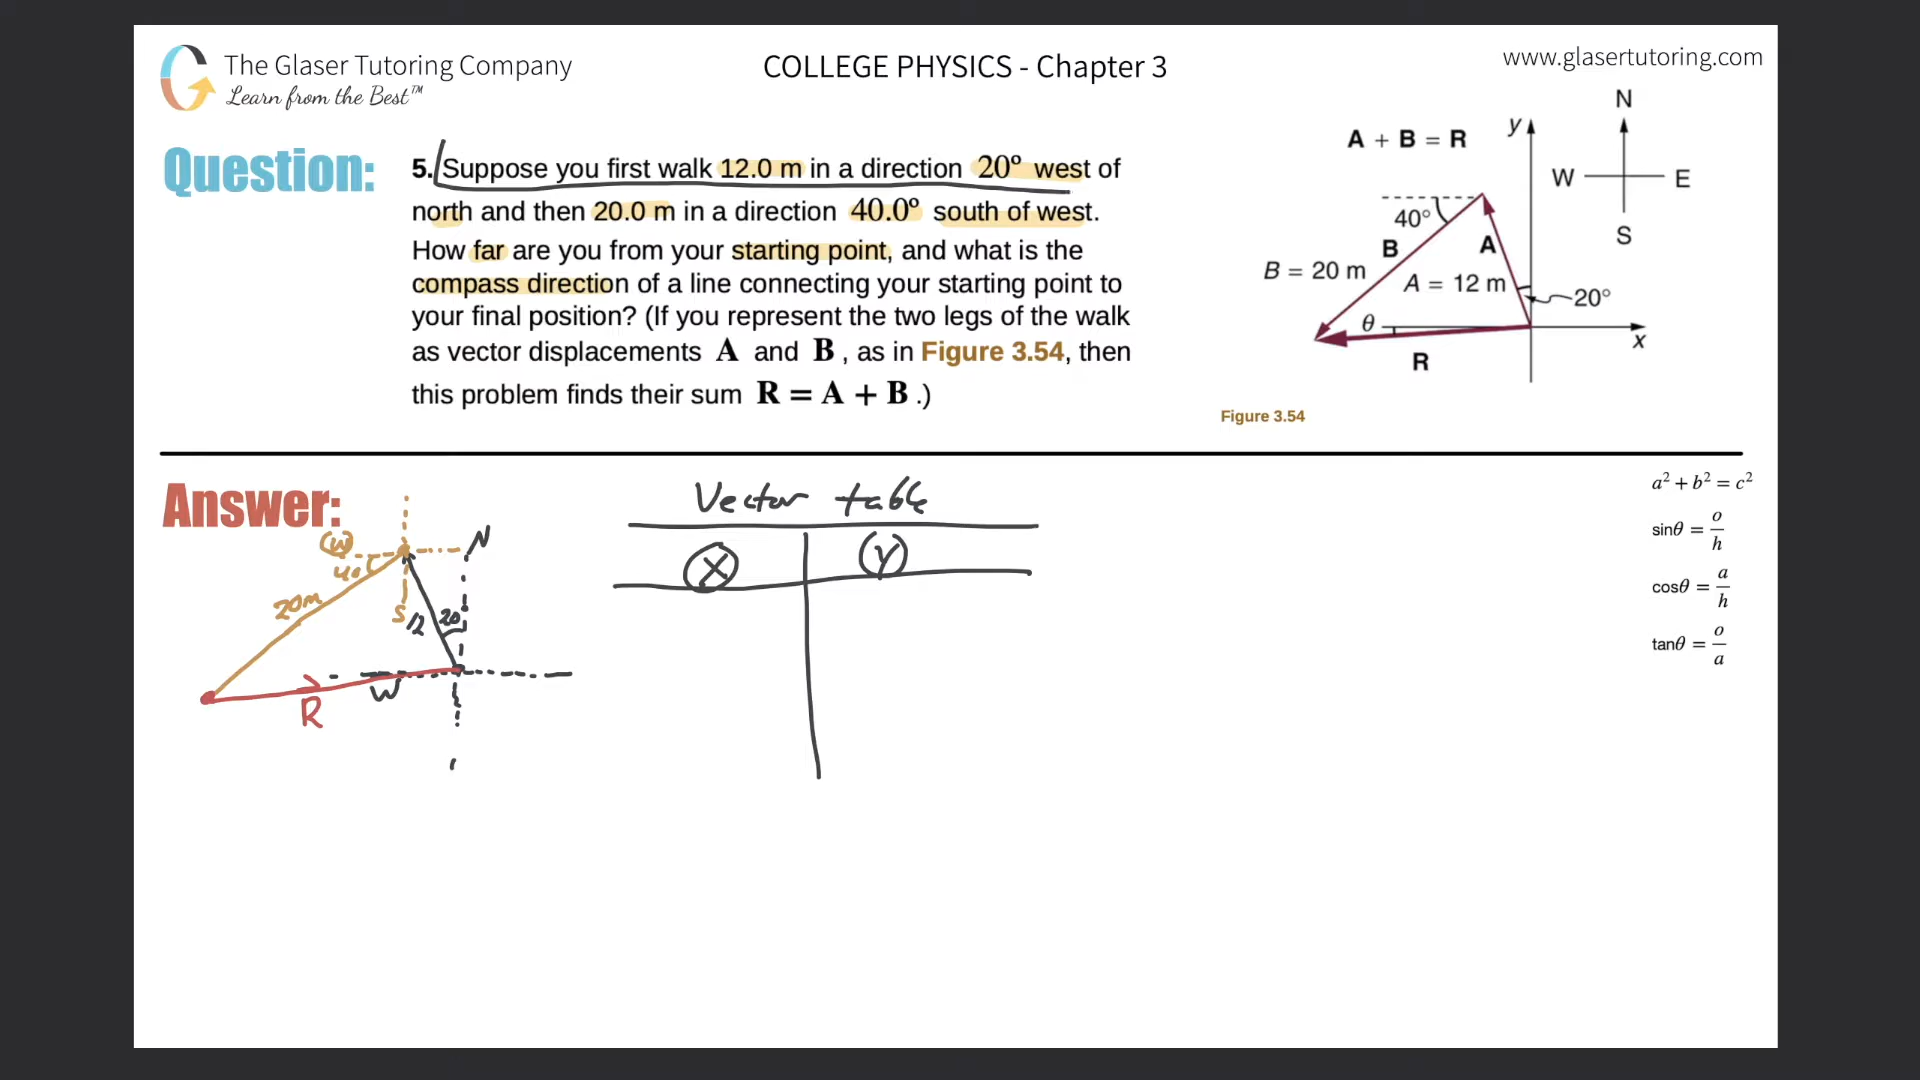 The Glaser Tutoring Company
Learn from the Best™
COLLEGE PHYSICS - Chapter 3
www.glasertutoring.com
Question:
5. Suppose you first walk 12.0 m in a direction 20º west of
north and then 20.0 m in a direction 40.0º south of west.
How far are you from your starting point, and what is the
compass direction of a line connecting your starting point to
your final position? (If you represent the two legs of the walk
as vector displacements A and B , as in Figure 3.54, then
this problem finds their sum R = A + B .)
A + B = R
y
N
W
E
S
40°
B
A
B = 20 m
A = 12 m
20°
θ
x
R
Figure 3.54
Answer:
(W)
40
20m
S
12
20
N
W
R
Vector table
X
Y
a² + b² = c²
sinθ = o/h
cosθ = a/h
tanθ = o/a